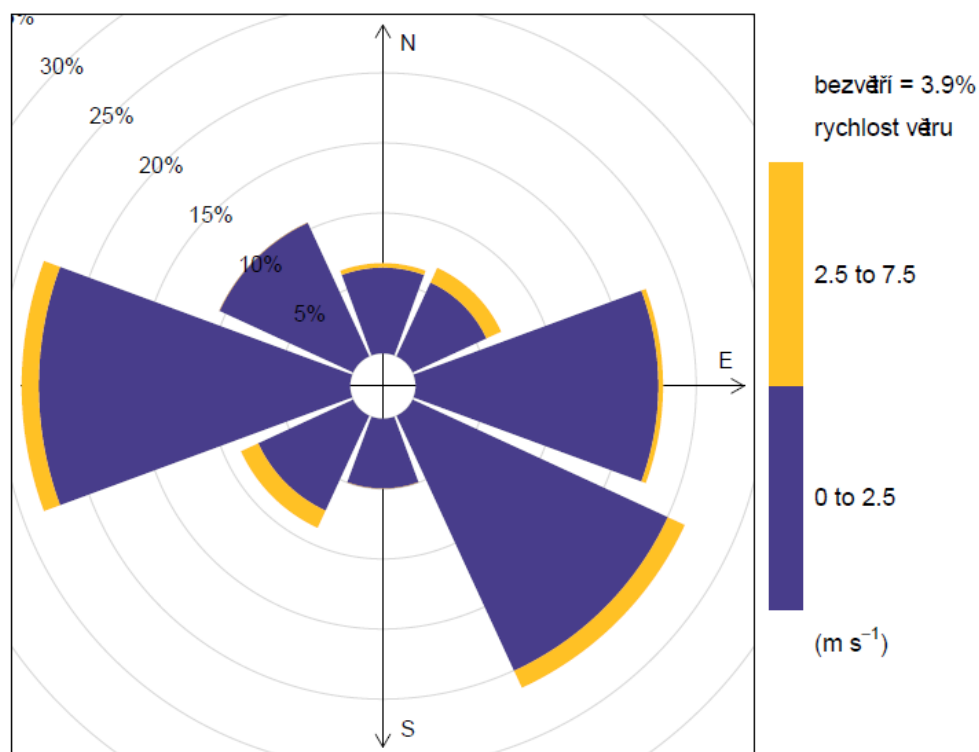 30%
25%
20%
15%
10%
5%
N
E
S
bezvětří = 3.9%
rychlost větru
2.5 to 7.5
0 to 2.5
(m s⁻¹)